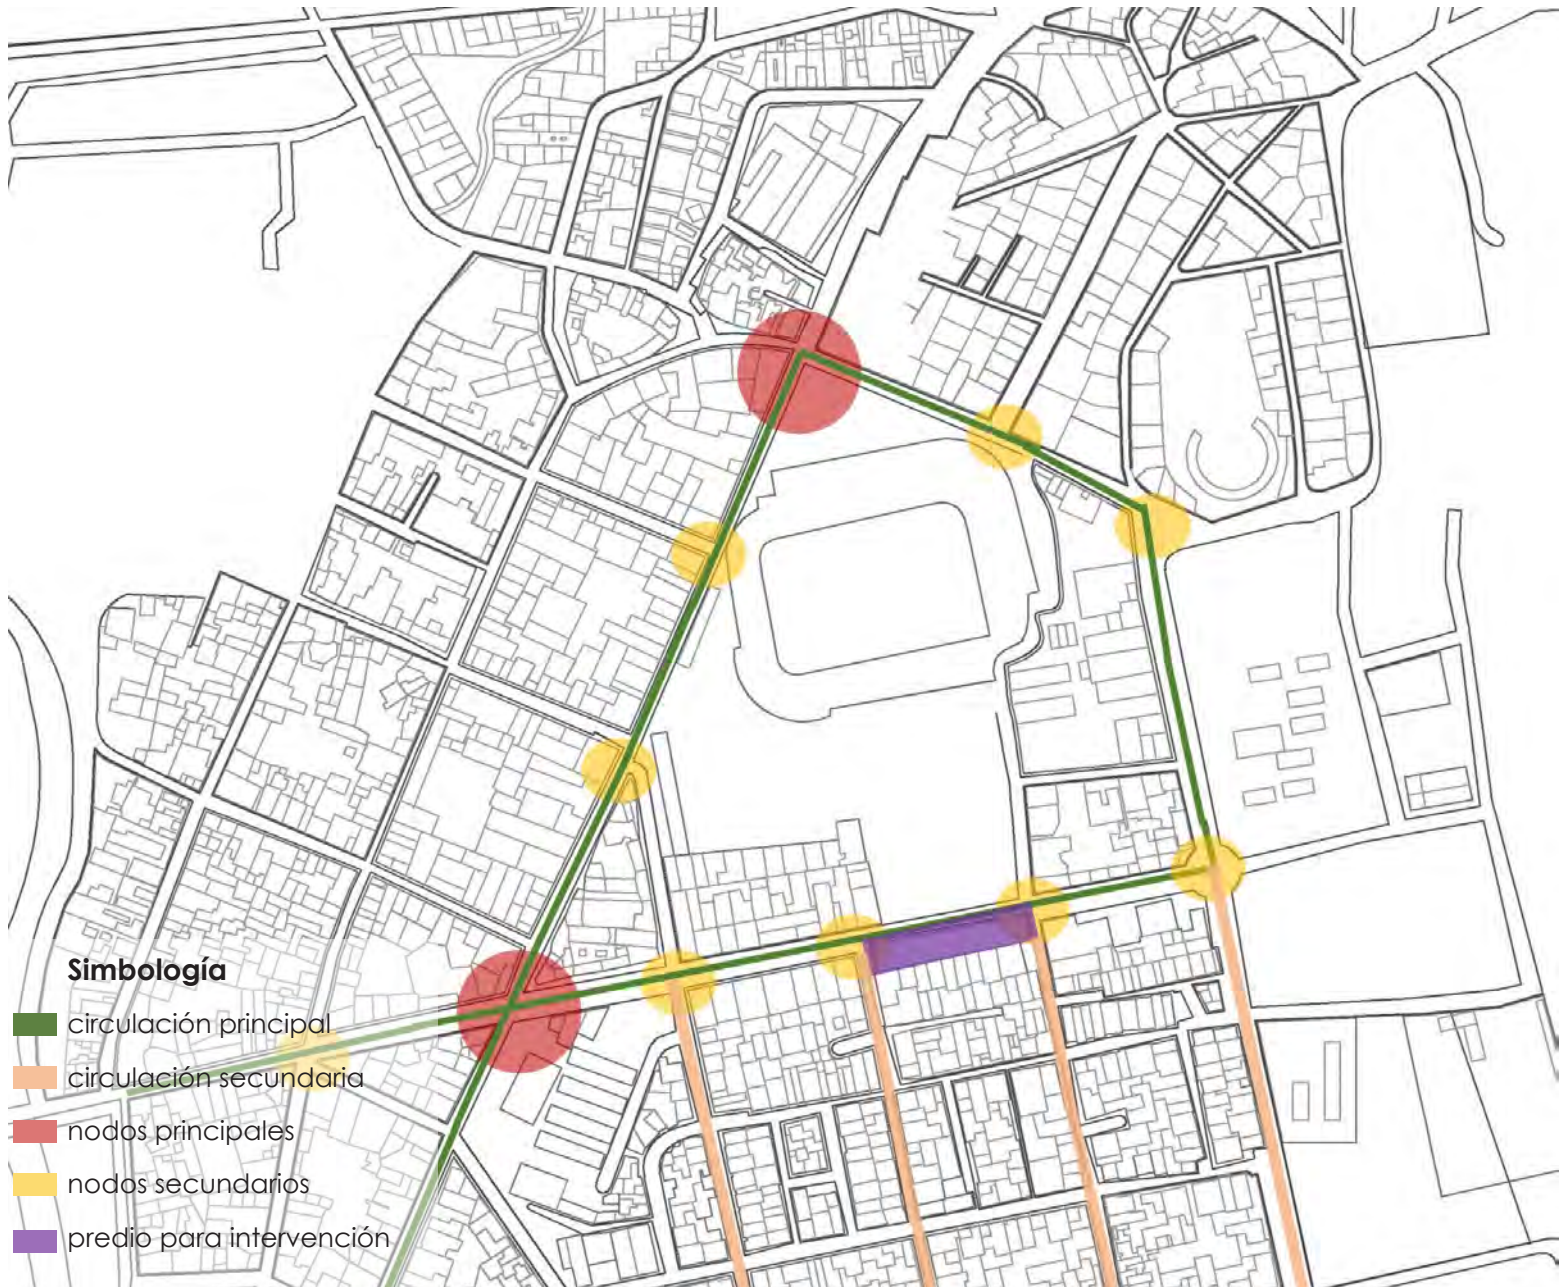 Simbología
circulación principal
circulación secundaria
nodos principales
nodos secundarios
predio para intervención